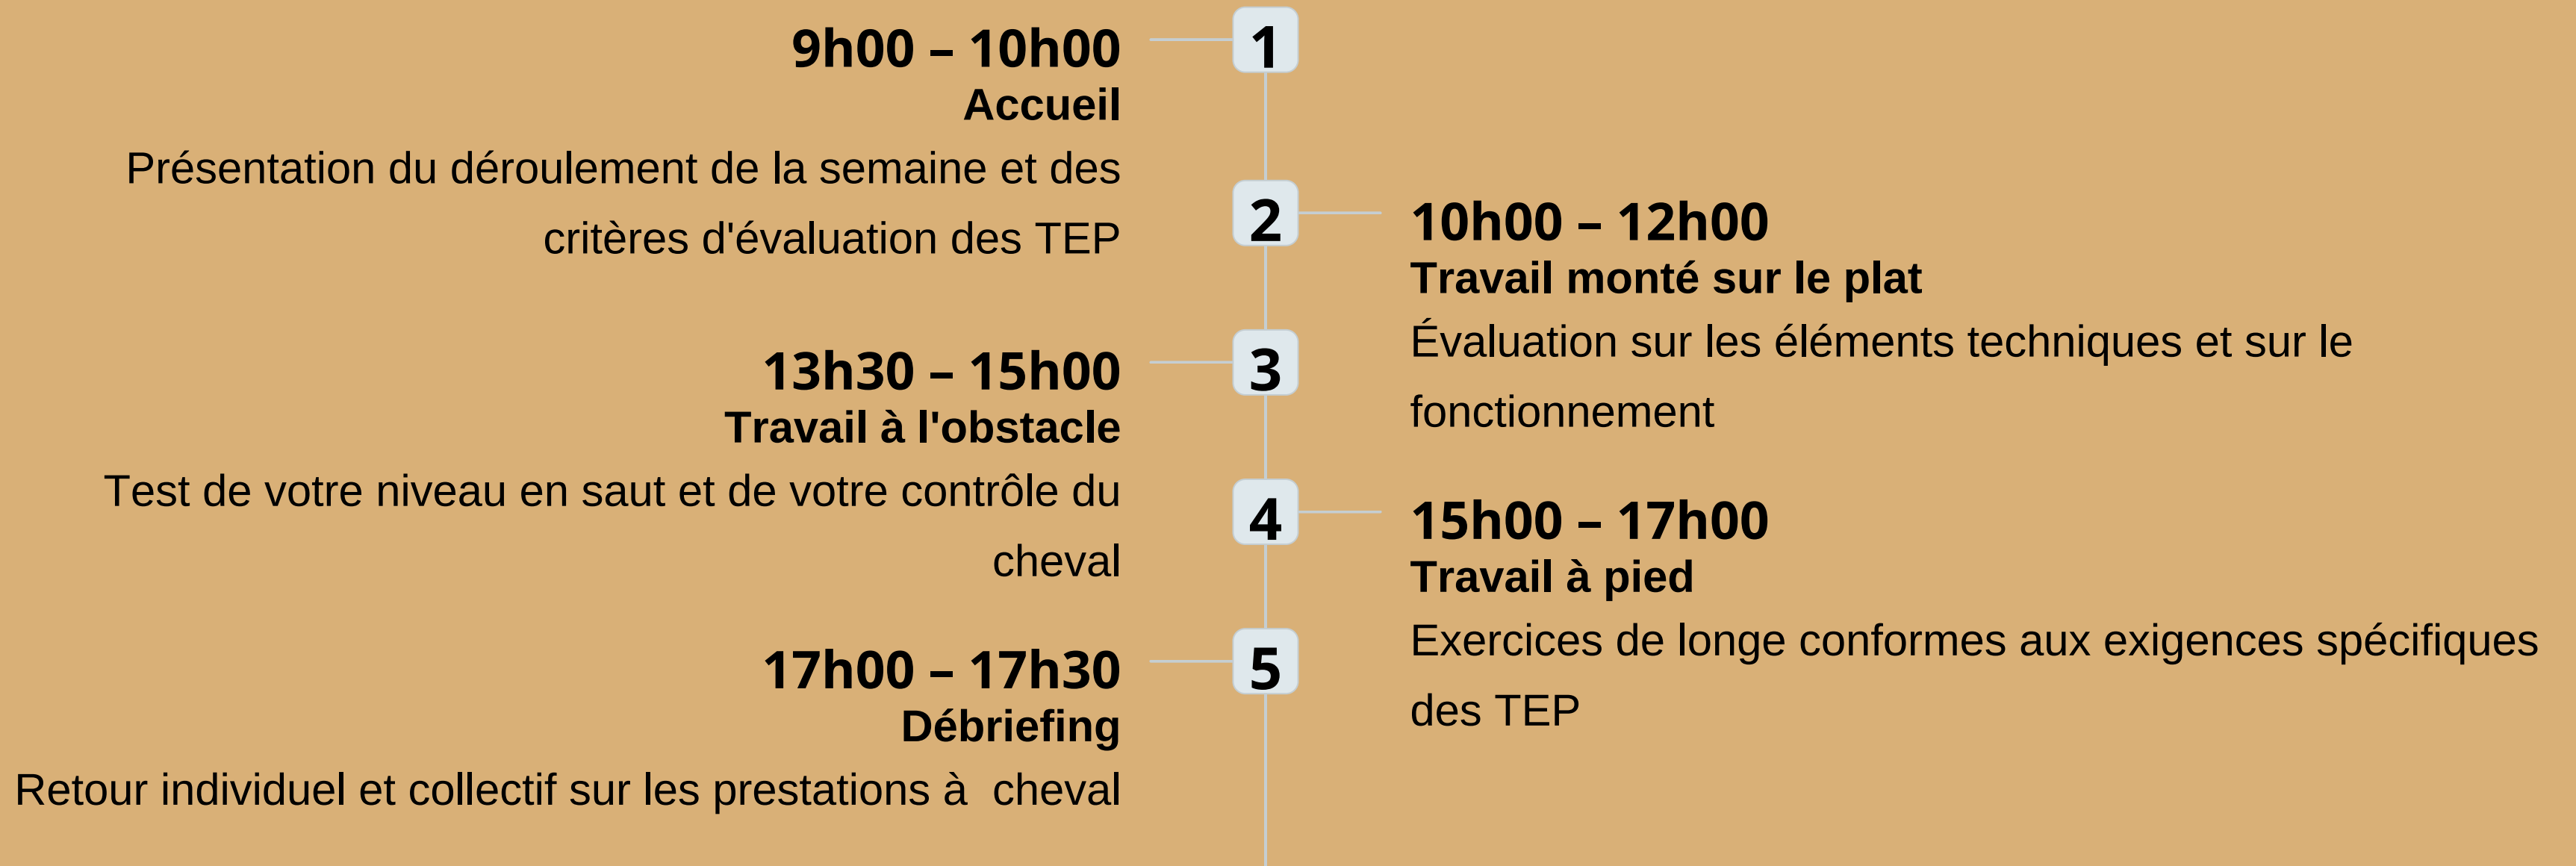 1
9h00 – 10h00
Accueil
Présentation du déroulement de la semaine et des
critères d'évaluation des TEP
2
10h00 – 12h00
Travail monté sur le plat
Évaluation sur les éléments techniques et sur le
fonctionnement
3
13h30 – 15h00
Travail à l'obstacle
Test de votre niveau en saut et de votre contrôle du
cheval
4
15h00 – 17h00
Travail à pied
Exercices de longe conformes aux exigences spécifiques
des TEP
5
17h00 – 17h30
Débriefing
Retour individuel et collectif sur les prestations à  cheval